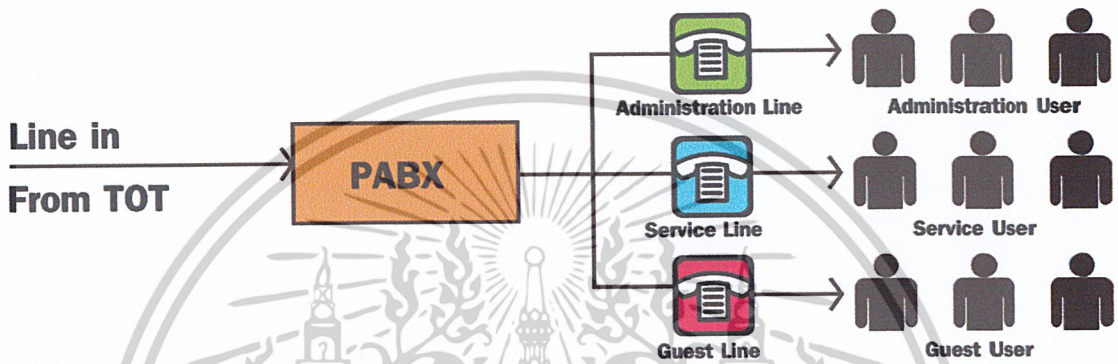 Line in
From TOT
PABX
Administration Line
Administration User
Service Line
Service User
Guest Line
Guest User